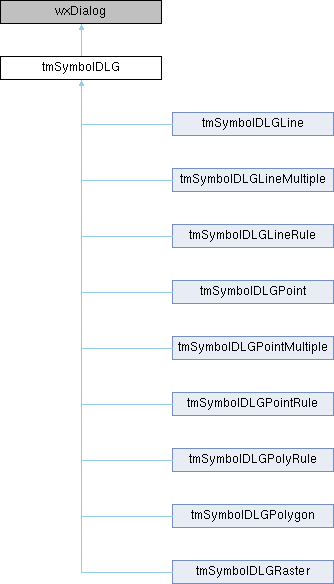 wxDialog
tmSymbolDLG
tmSymbolDLGLine
tmSymbolDLGLineMultiple
tmSymbolDLGLineRule
tmSymbolDLGPoint
tmSymbolDLGPointMultiple
tmSymbolDLGPointRule
tmSymbolDLGPolyRule
tmSymbolDLGPolygon
tmSymbolDLGRaster